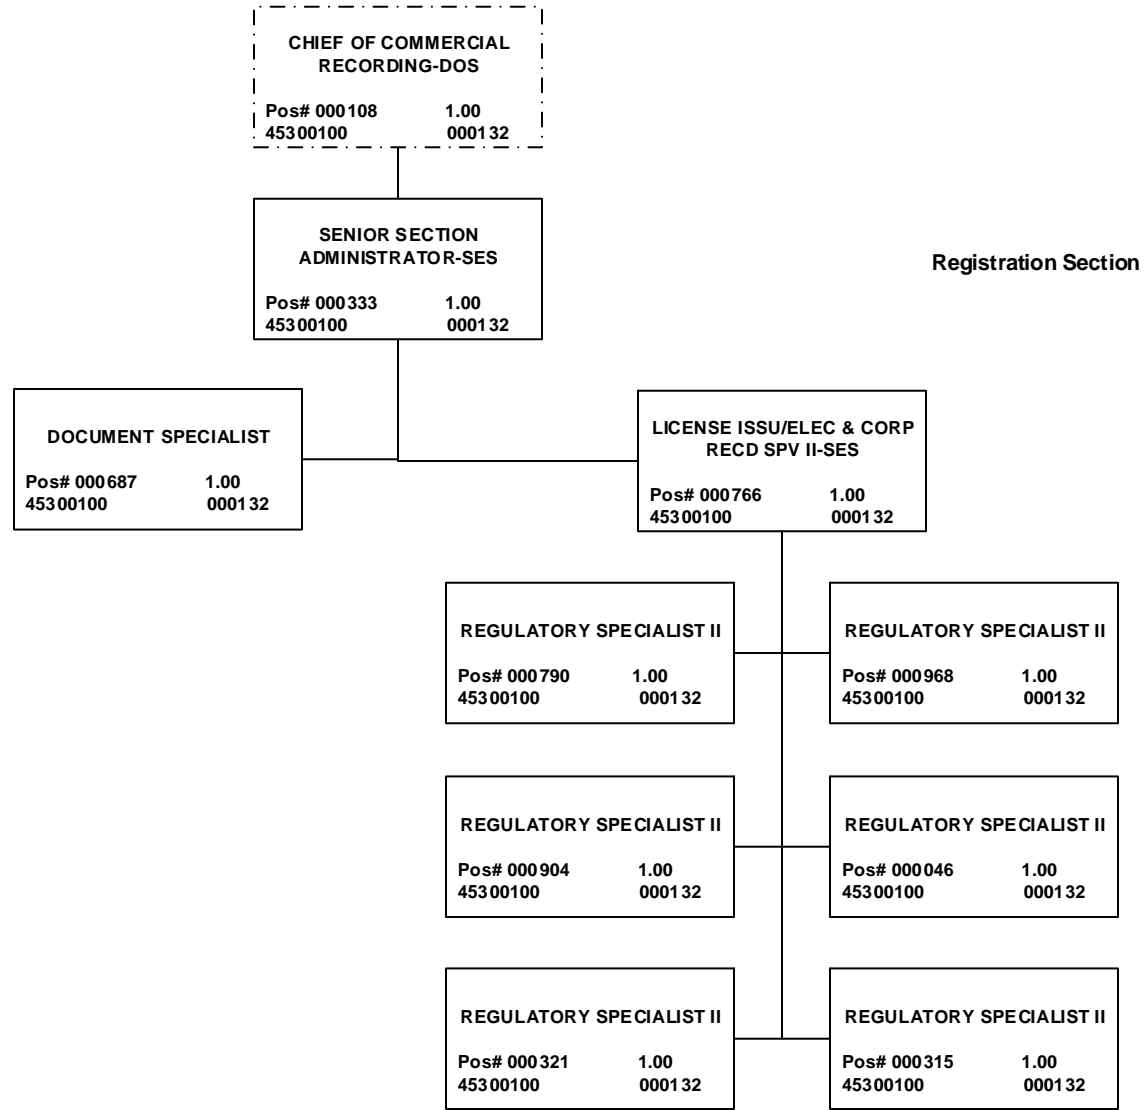 CHIEF OF COMMERCIAL
RECORDING-DOS
Pos# 000108 1.00
45300100 000132
SENIOR SECTION
ADMINISTRATOR-SES
Pos# 000333 1.00
45300100 000132
Registration Section
DOCUMENT SPECIALIST
Pos# 000687 1.00
45300100 000132
LICENSE ISSU/ELEC & CORP
RECD SPV II-SES
Pos# 000766 1.00
45300100 000132
REGULATORY SPECIALIST II
Pos# 000790 1.00
45300100 000132
REGULATORY SPECIALIST II
Pos# 000968 1.00
45300100 000132
REGULATORY SPECIALIST II
Pos# 000904 1.00
45300100 000132
REGULATORY SPECIALIST II
Pos# 000046 1.00
45300100 000132
REGULATORY SPECIALIST II
Pos# 000321 1.00
45300100 000132
REGULATORY SPECIALIST II
Pos# 000315 1.00
45300100 000132